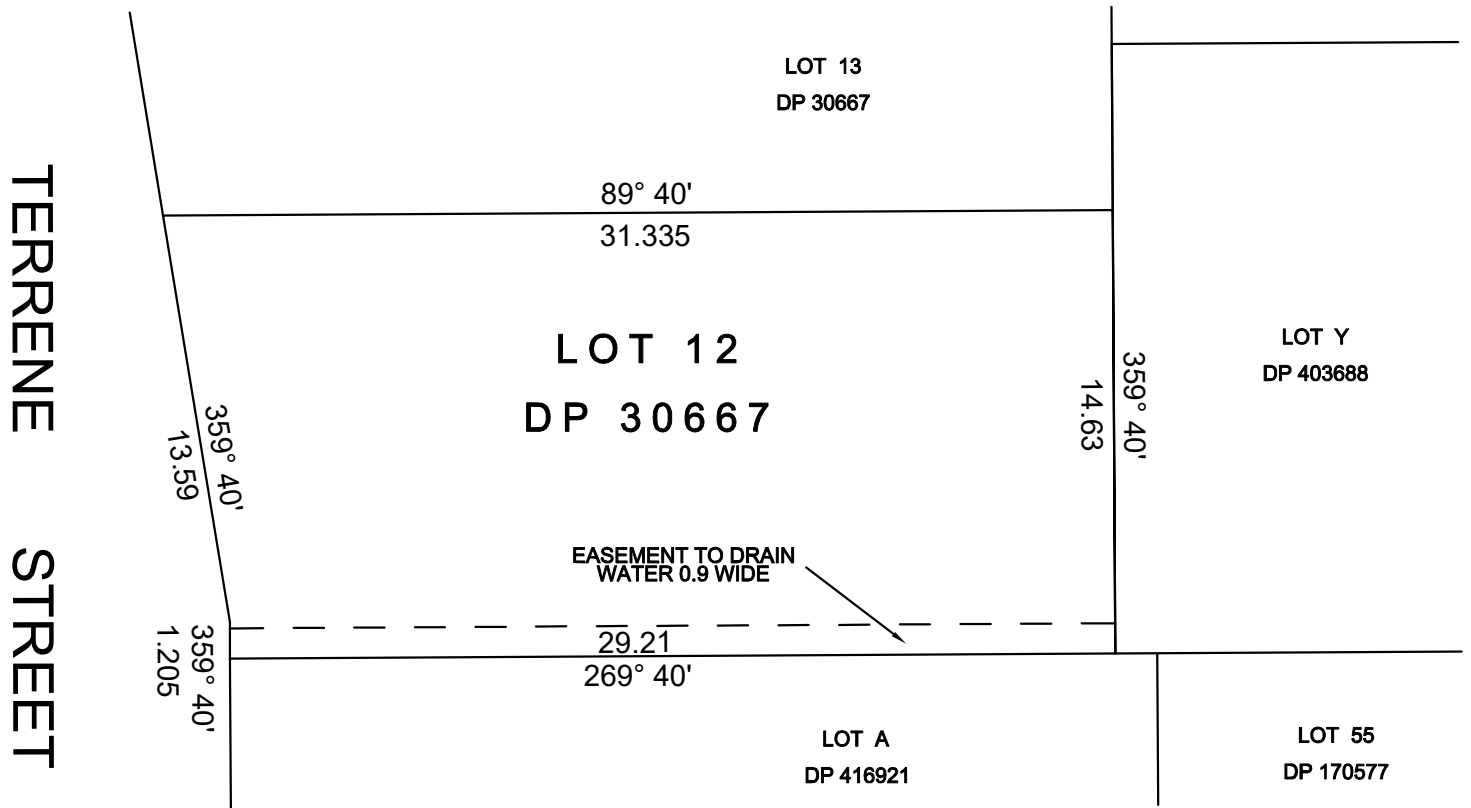 LOT 13
DP 30667
TERRENE STREET
89° 40'
31.335
LOT 12
DP 30667
359° 40'
13.59
359° 40'
14.63
LOT Y
DP 403688
EASEMENT TO DRAIN
WATER 0.9 WIDE
359° 40'
1.205
29.21
269° 40'
LOT A
DP 416921
LOT 55
DP 170577